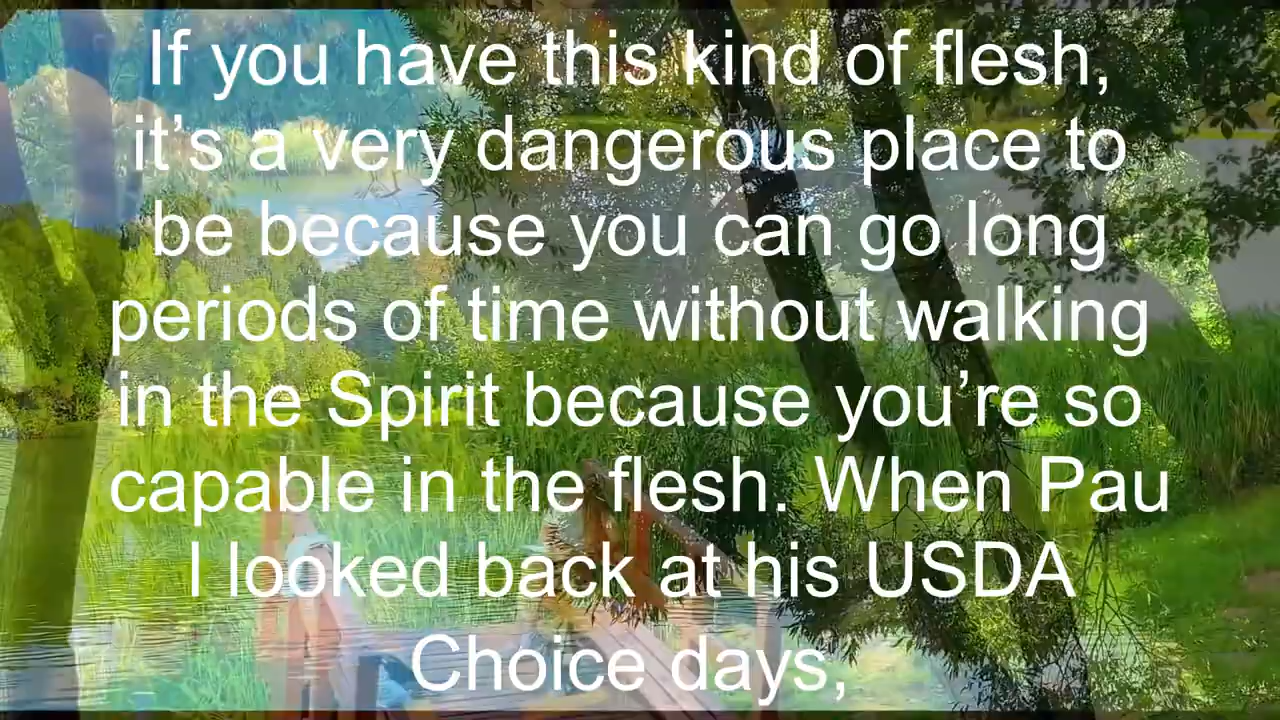 If you have this kind of flesh,
it’s a very dangerous place to
be because you can go long
periods of time without walking
in the Spirit because you’re so
capable in the flesh. When Pau
l looked back at his USDA
Choice days,